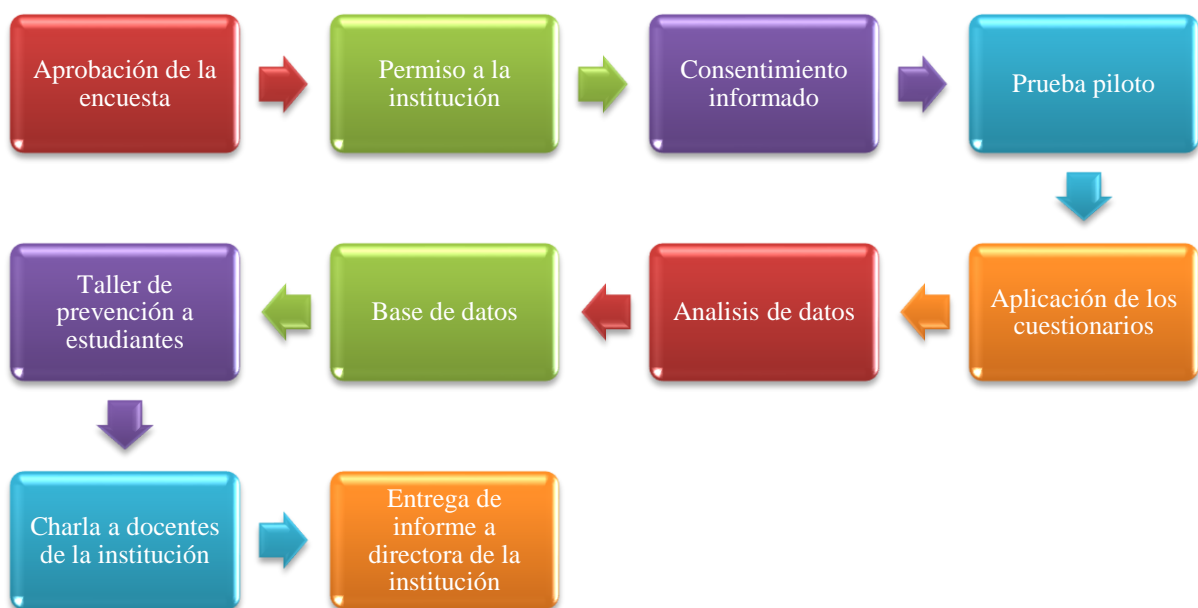 Aprobación de la
encuesta
Permiso a la
institución
Consentimiento
informado
Prueba piloto
Aplicación de los
cuestionarios
Analisis de datos
Base de datos
Taller de
prevención a
estudiantes
Charla a docentes
de la institución
Entrega de
informe a
directora de la
institución